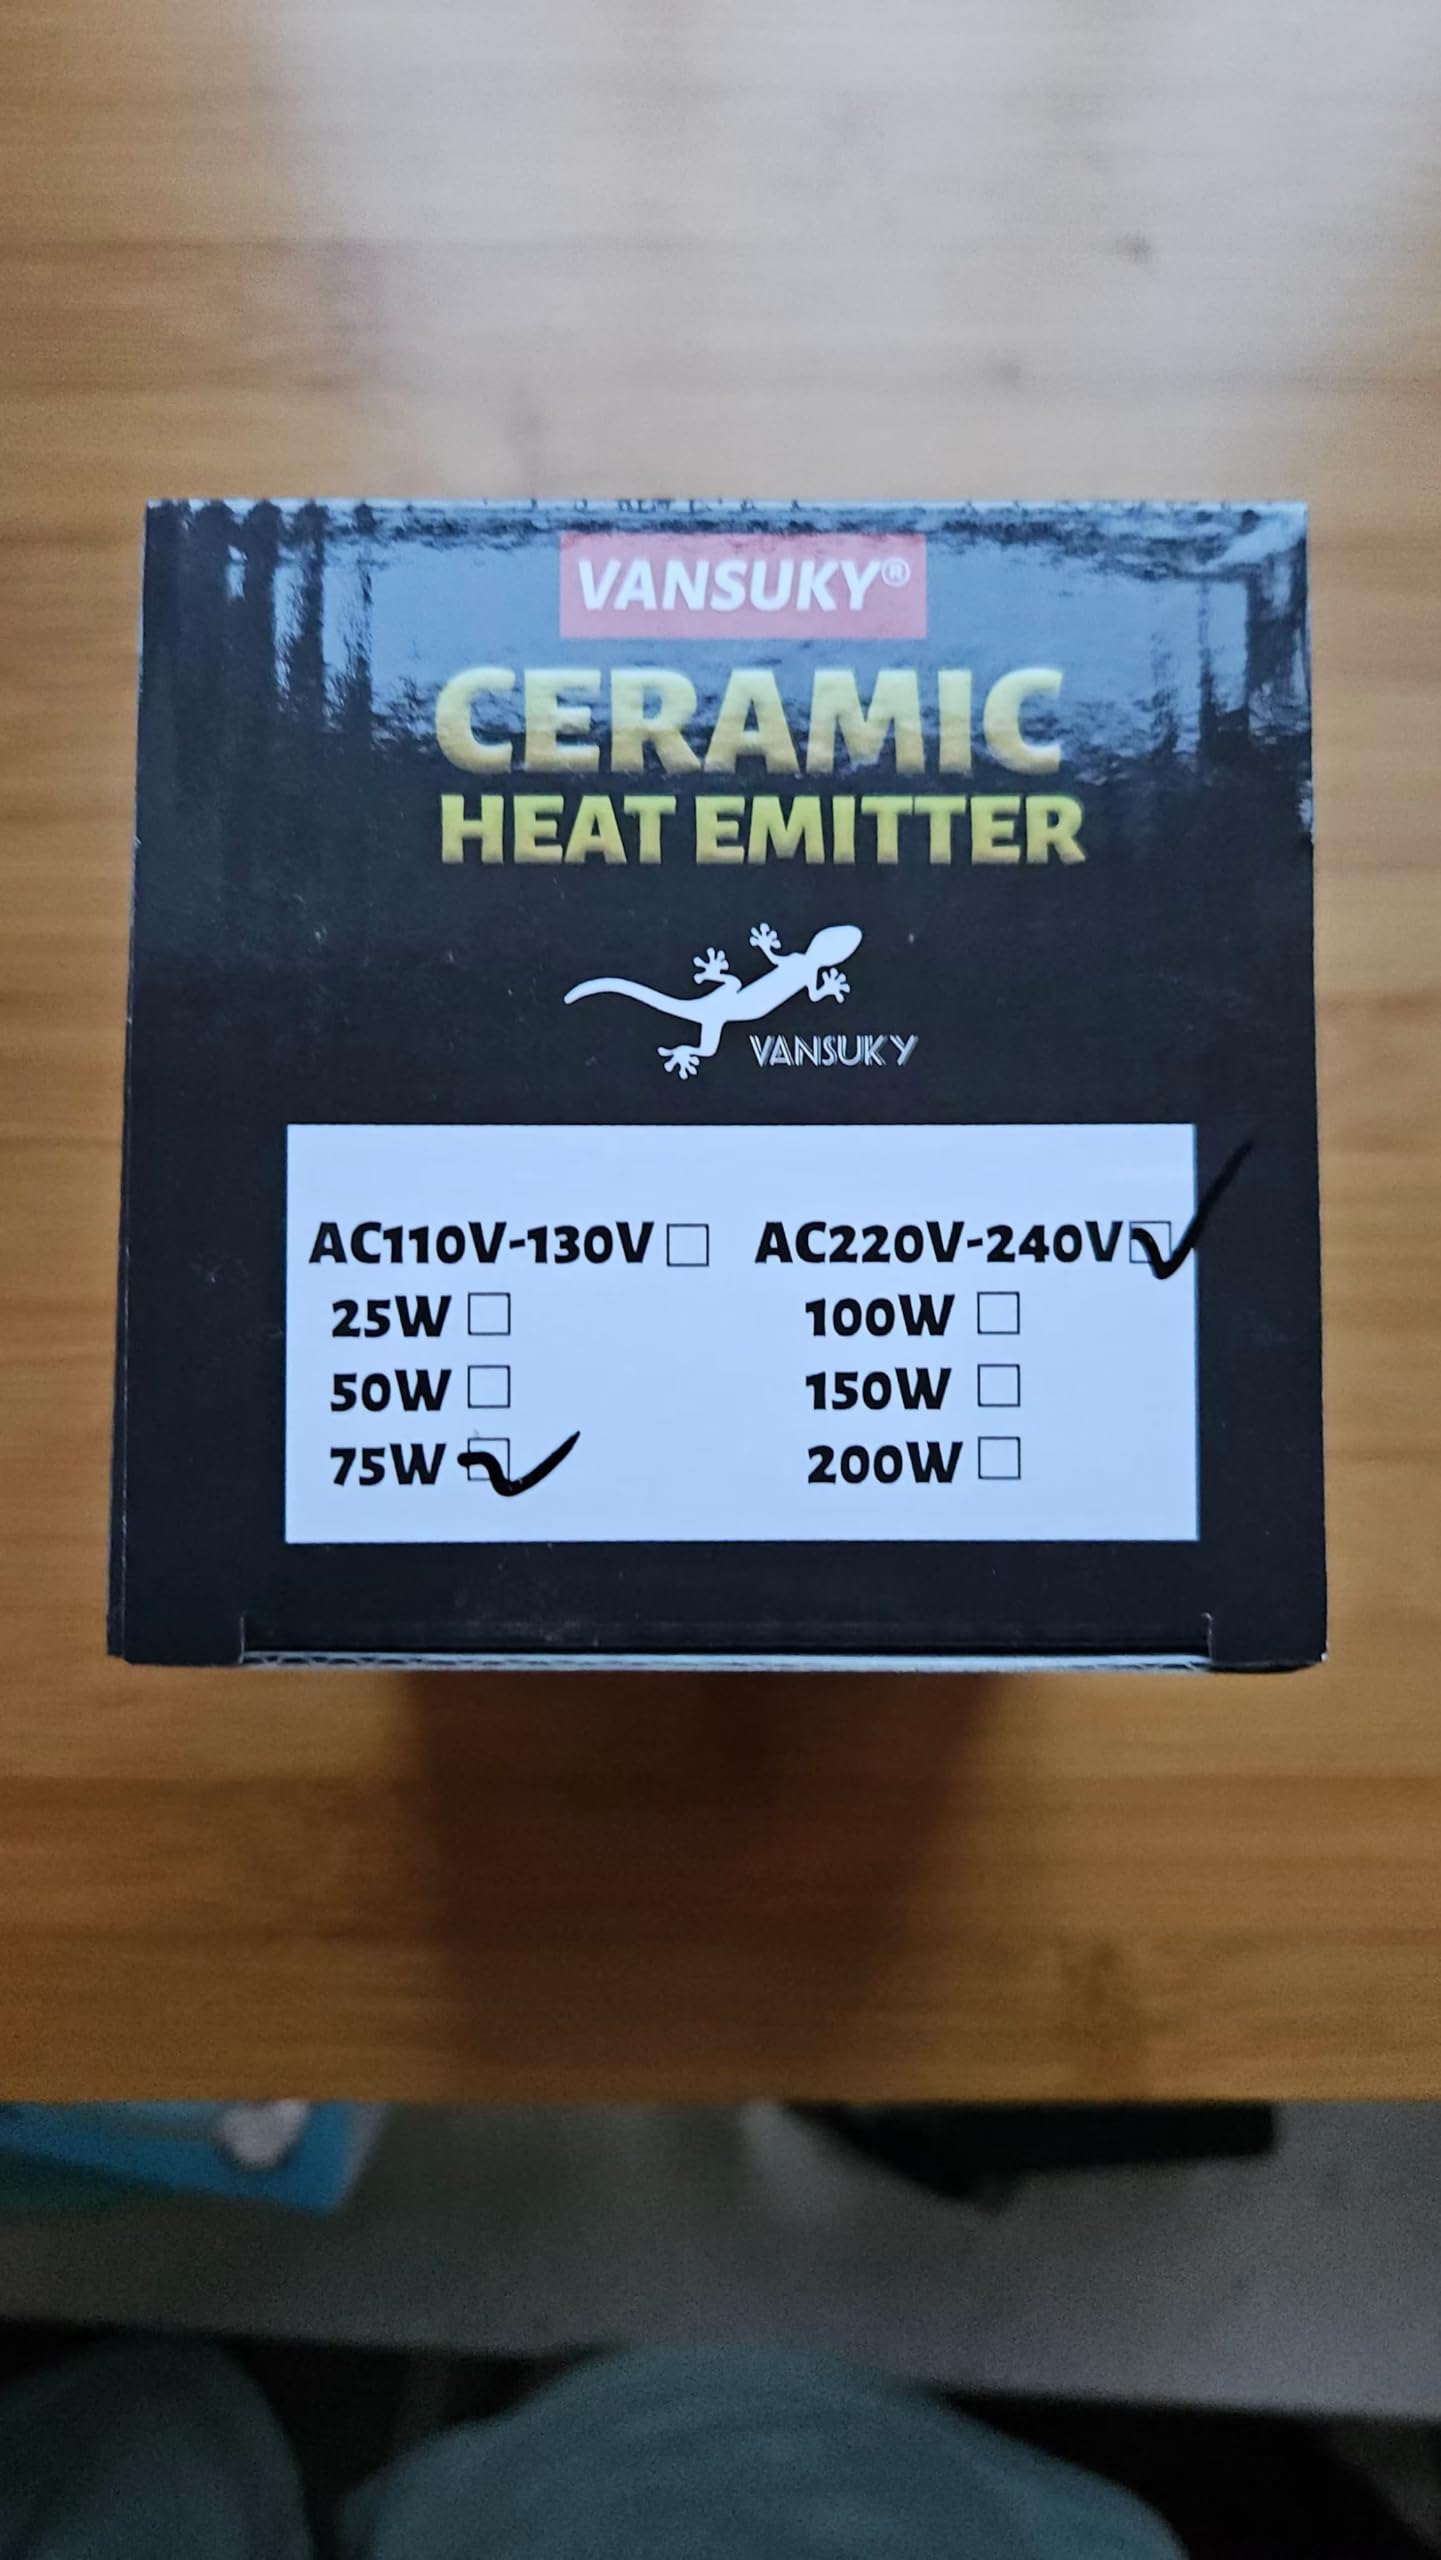 VANSUKY®
CERAMIC
HEAT EMITTER
VANSUKY
AC110V-130V☐ AC220V-240V☑
25W☐ 100W☐
50W☐ 150W☐
75W☑ 200W☐